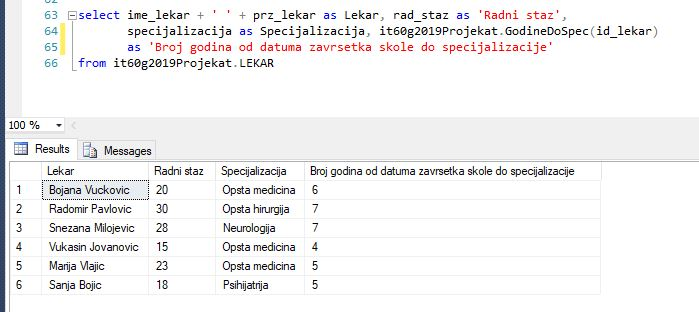 63 select ime_lekar + ' ' + prz_lekar as Lekar, rad_staz as 'Radni staz',
64 specijalizacija as Specijalizacija, it60g2019Projekat.GodineDoSpec(id_lekar)
65 as 'Broj godina od datuma zavrsetka skole do specijalizacije'
66 from it60g2019Projekat.LEKAR
100 %
Results Messages
Lekar Radni staz Specijalizacija Broj godina od datuma zavrsetka skole do specijalizacije
1 Bojana Vuckovic 20 Opsta medicina 6
2 Radomir Pavlovic 30 Opsta hirurgija 7
3 Snezana Milojevic 28 Neurologija 7
4 Vukasin Jovanovic 15 Opsta medicina 4
5 Marija Vlajic 23 Opsta medicina 5
6 Sanja Bojic 18 Psihijatrija 5